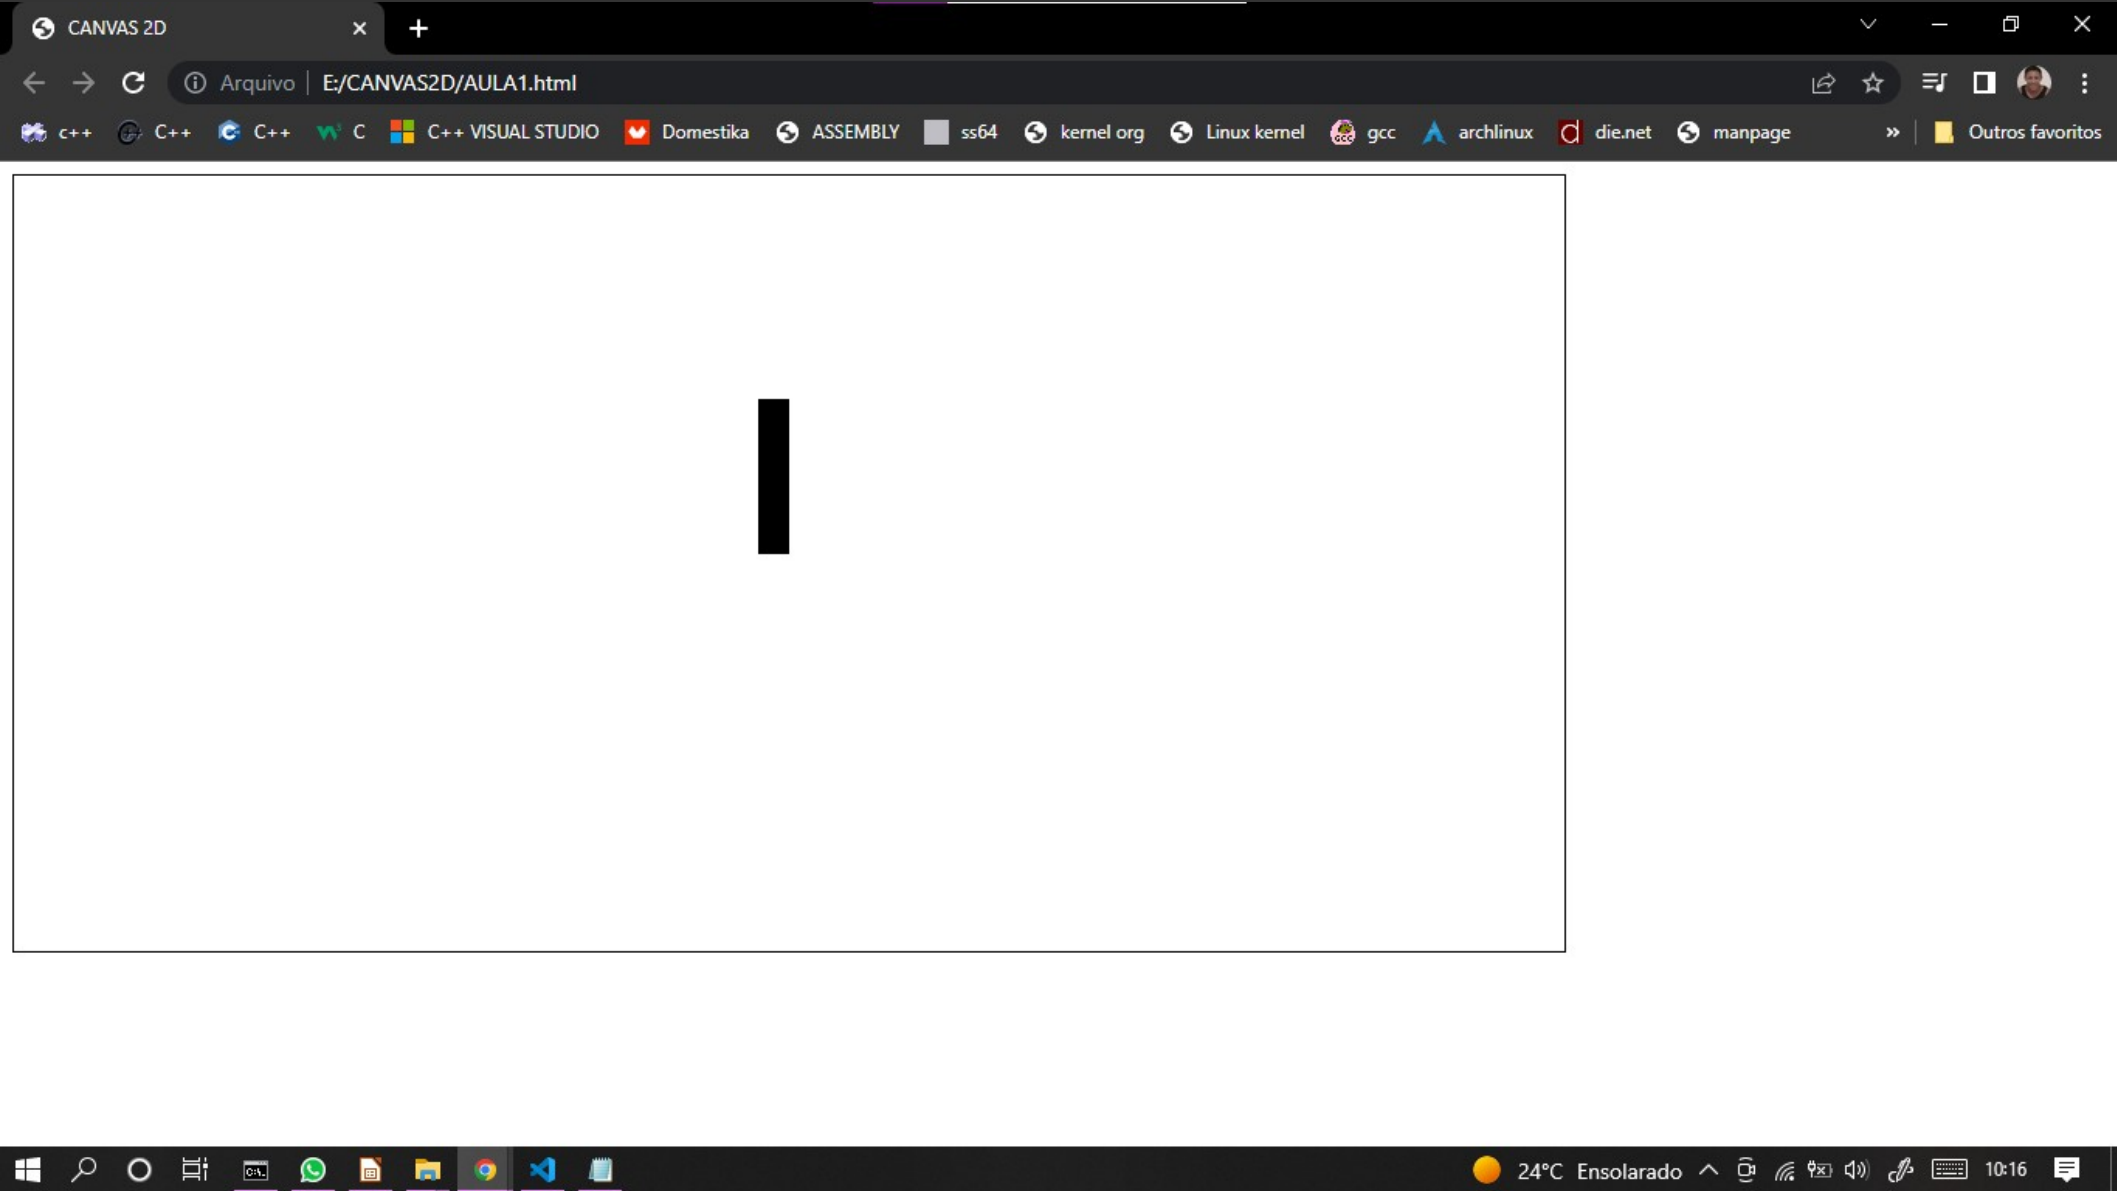 CANVAS 2D
Arquivo E:/CANVAS2D/AULA1.html
c++ C++ C++ C C++ VISUAL STUDIO Domestika ASSEMBLY ss64 kernel org Linux kernel gcc archlinux die.net manpage » Outros favoritos
24°C Ensolarado 10:16